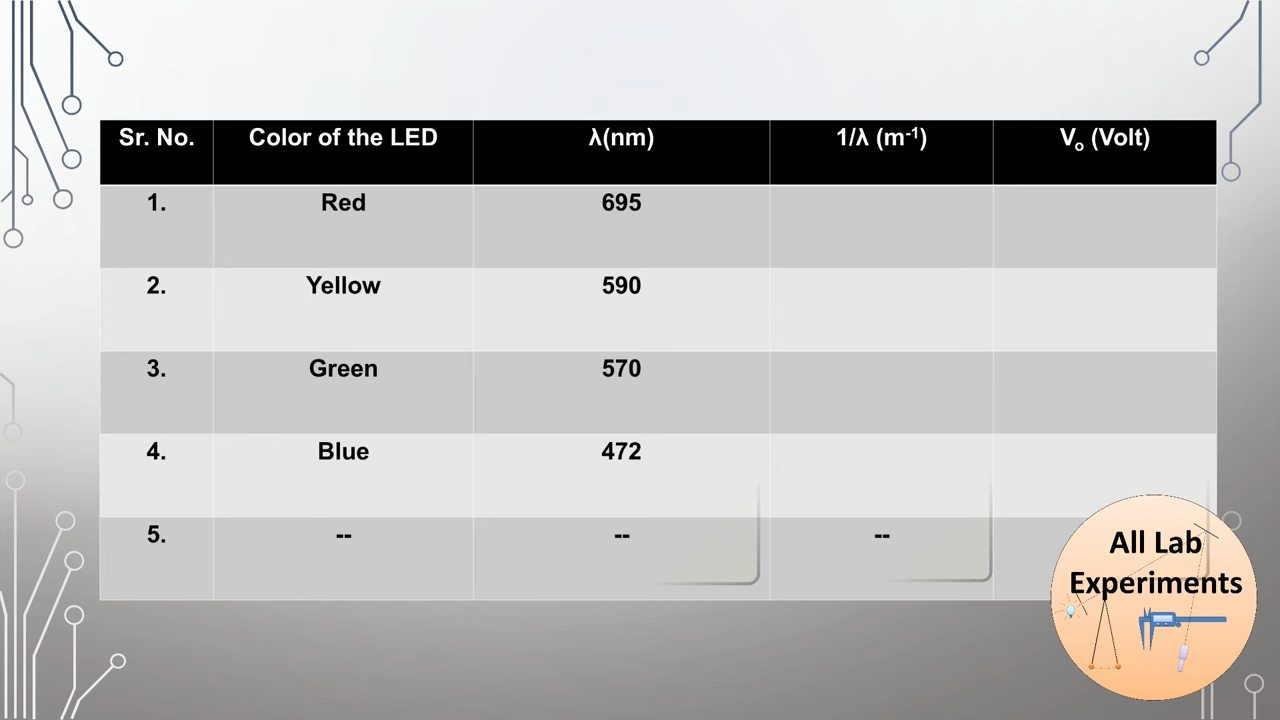 Sr. No. Color of the LED λ(nm) 1/λ (m⁻¹) Vₒ (Volt)
1. Red 695
2. Yellow 590
3. Green 570
4. Blue 472
5. -- -- --
All Lab
Experiments